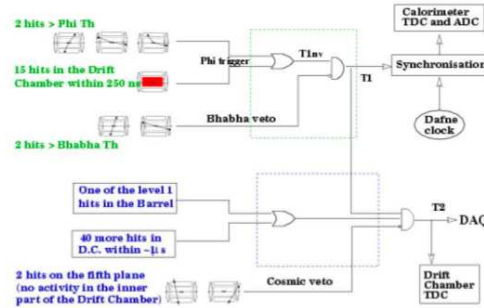 2 hits > Phi Th
Calorimeter
TDC and ADC
Phi trigger
T1nv
15 hits in the Drift
Chamber within 250 ns
T1
Synchronisation
Bhabha veto
Dafne
clock
2 hits > Bhabha Th
One of the level 1
hits in the Barrel
T2
DAQ
40 more hits in
D.C. within ~1μs
2 hits on the fifth plane
(no activity in the inner
part of the Drift Chamber)
Cosmic veto
Drift
Chamber
TDC